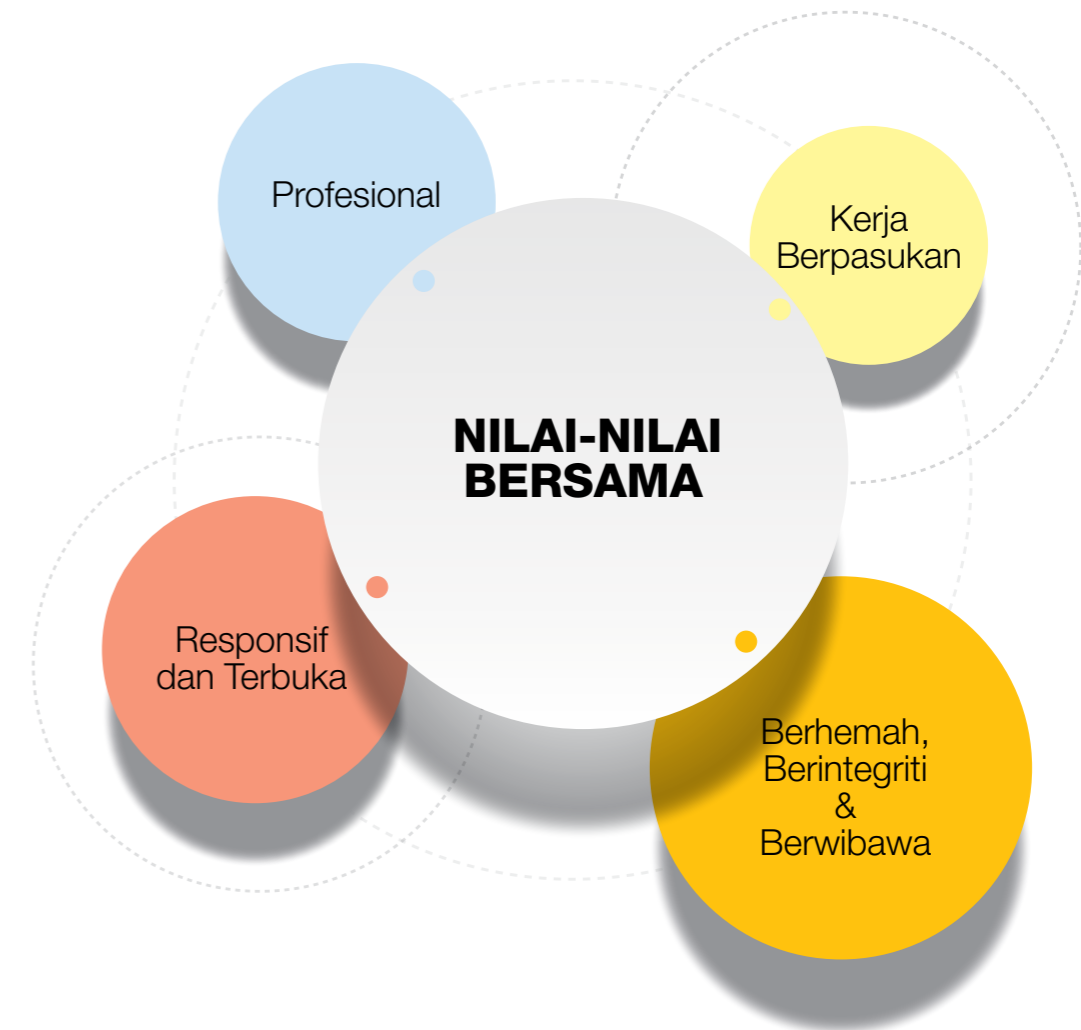 Profesional
Kerja
Berpasukan
NILAI-NILAI
BERSAMA
Responsif
dan Terbuka
Berhemah,
Berintegriti
&
Berwibawa